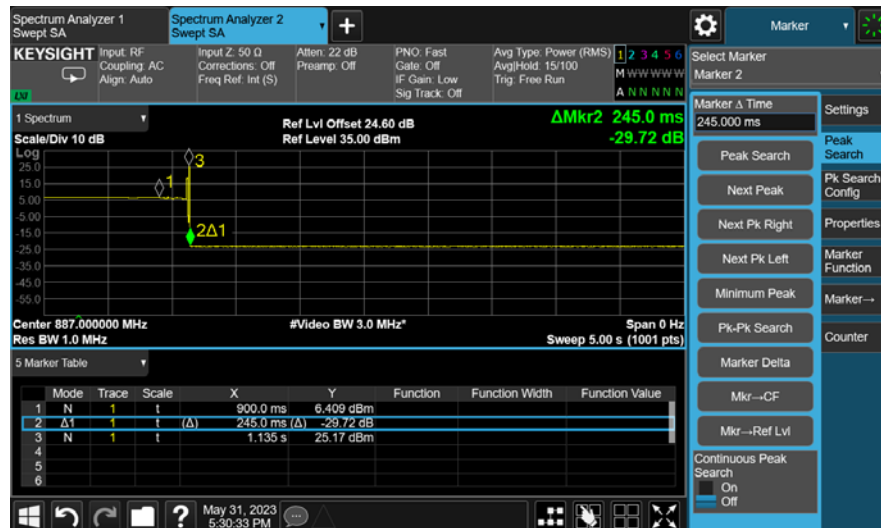 Spectrum Analyzer 1
Swept SA
Spectrum Analyzer 2
Swept SA
+
Marker
KEYSIGHT
LXI
Input: RF
Coupling: AC
Align: Auto
Input Z: 50 Ω
Corrections: Off
Freq Ref: Int (S)
Atten: 22 dB
Preamp: Off
PNO: Fast
Gate: Off
IF Gain: Low
Sig Track: Off
Avg Type: Power (RMS)
Avg|Hold: 15/100
Trig: Free Run
1 2 3 4 5 6
M W W W W W
A N N N N N
Select Marker
Marker 2
1 Spectrum
Scale/Div 10 dB
Ref Lvl Offset 24.60 dB
Ref Level 35.00 dBm
ΔMkr2 245.0 ms
-29.72 dB
Log
25.0
15.0
5.00
-5.00
-15.0
-25.0
-35.0
-45.0
-55.0
3
1
2Δ1
Center 887.000000 MHz
Res BW 1.0 MHz
#Video BW 3.0 MHz*
Span 0 Hz
Sweep 5.00 s (1001 pts)
5 Marker Table
Mode Trace Scale X Y Function Function Width Function Value
1 N 1 t 900.0 ms 6.409 dBm
2 Δ1 1 t (Δ) 245.0 ms (Δ) -29.72 dB
3 N 1 t 1.135 s 25.17 dBm
4
5
6
Marker Δ Time
245.000 ms
Peak Search
Next Peak
Next Pk Right
Next Pk Left
Minimum Peak
Pk-Pk Search
Marker Delta
Mkr→CF
Mkr→Ref Lvl
Continuous Peak
Search
On
Off
Settings
Peak
Search
Pk Search
Config
Properties
Marker
Function
Marker→
Counter
?
May 31, 2023
5:30:33 PM